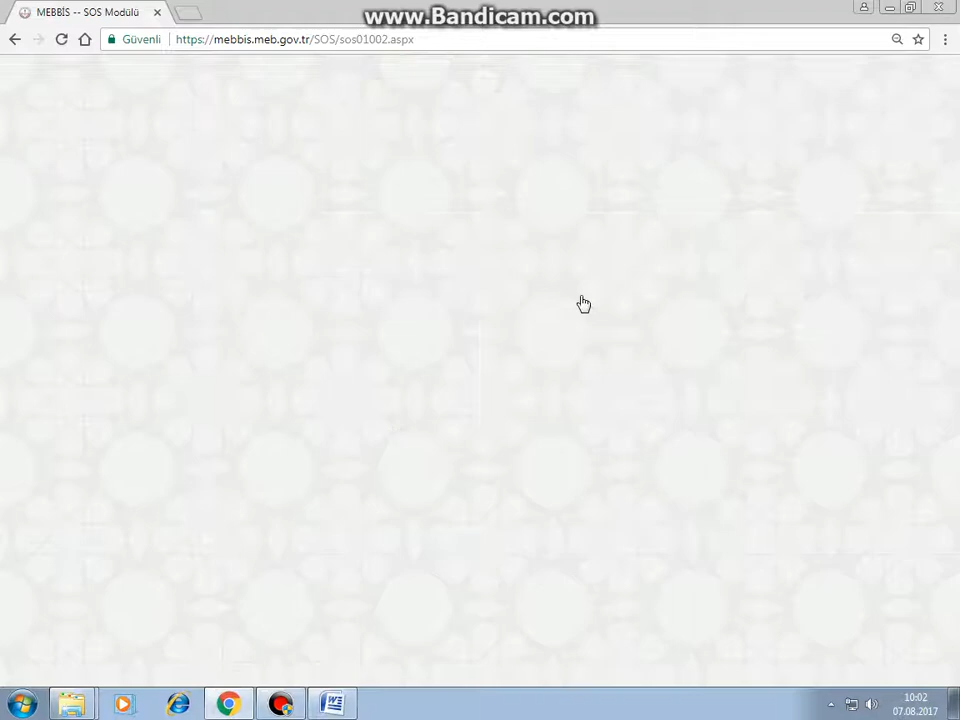 MEBBİS -- SOS Modülü
www.Bandicam.com
Güvenli
https://mebbis.meb.gov.tr/SOS/sos01002.aspx
10:02
07.08.2017